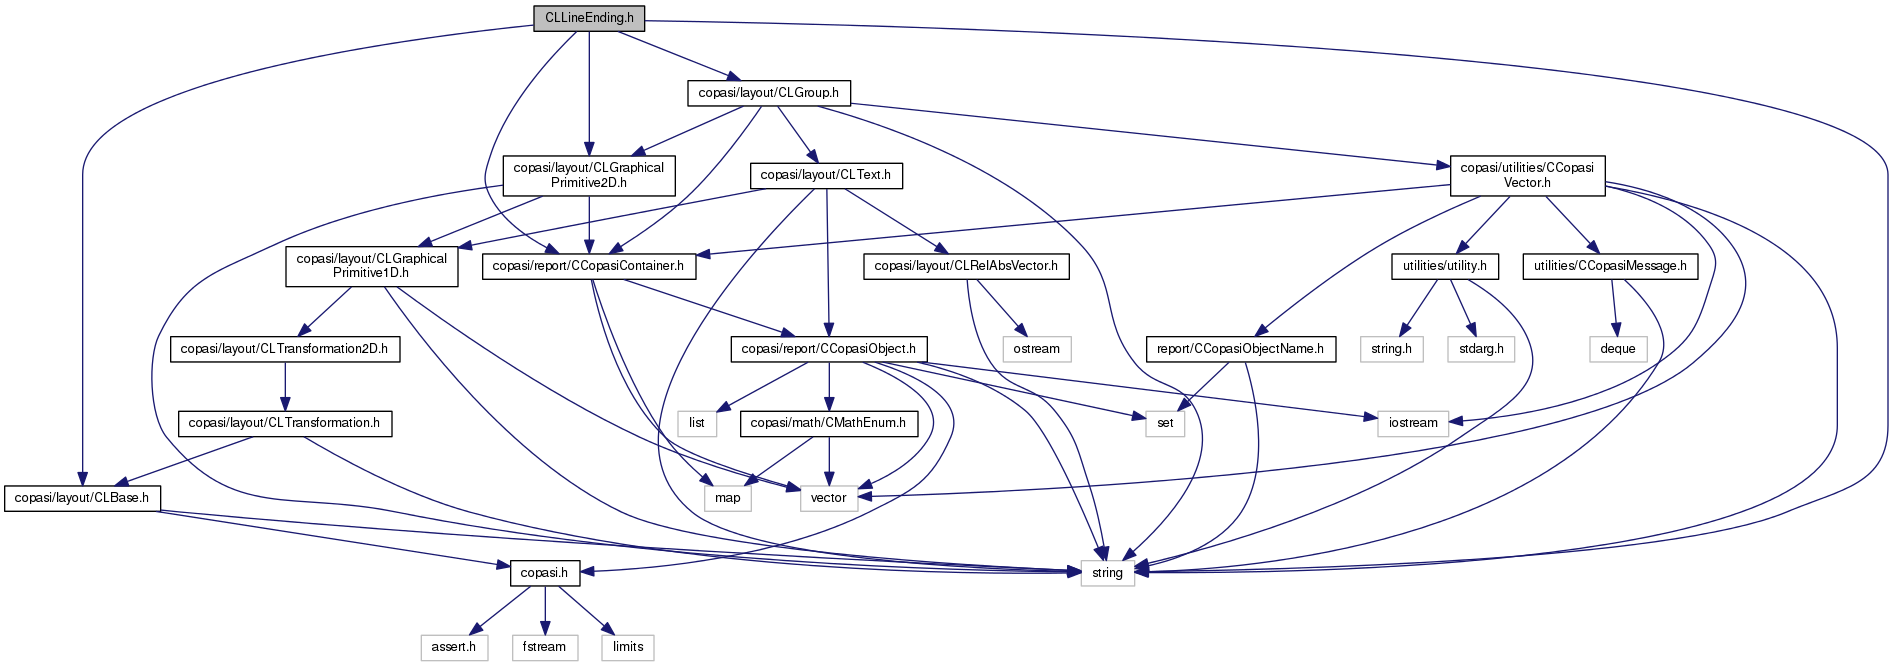 CLLineEnding.h
copasi/layout/CLGroup.h
copasi/layout/CLGraphical
Primitive2D.h
copasi/layout/CLText.h
copasi/utilities/CCopasi
Vector.h
copasi/layout/CLGraphical
Primitive1D.h
copasi/report/CCopasiContainer.h
copasi/layout/CLRelAbsVector.h
utilities/utility.h
utilities/CCopasiMessage.h
copasi/layout/CLTransformation2D.h
copasi/report/CCopasiObject.h
ostream
report/CCopasiObjectName.h
string.h
stdarg.h
deque
copasi/layout/CLTransformation.h
list
copasi/math/CMathEnum.h
set
iostream
copasi/layout/CLBase.h
map
vector
copasi.h
string
assert.h
fstream
limits